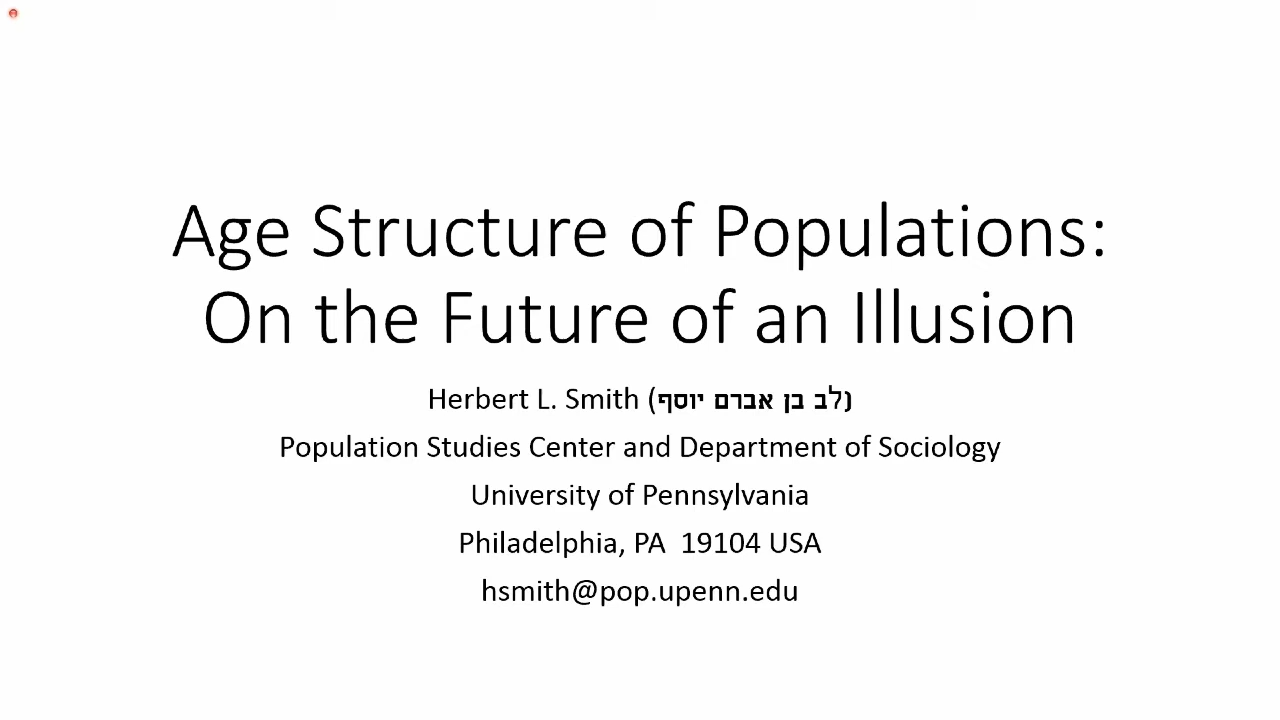 Age Structure of Populations:
On the Future of an Illusion
Herbert L. Smith (לב בן אברם יוסף)
Population Studies Center and Department of Sociology
University of Pennsylvania
Philadelphia, PA 19104 USA
hsmith@pop.upenn.edu